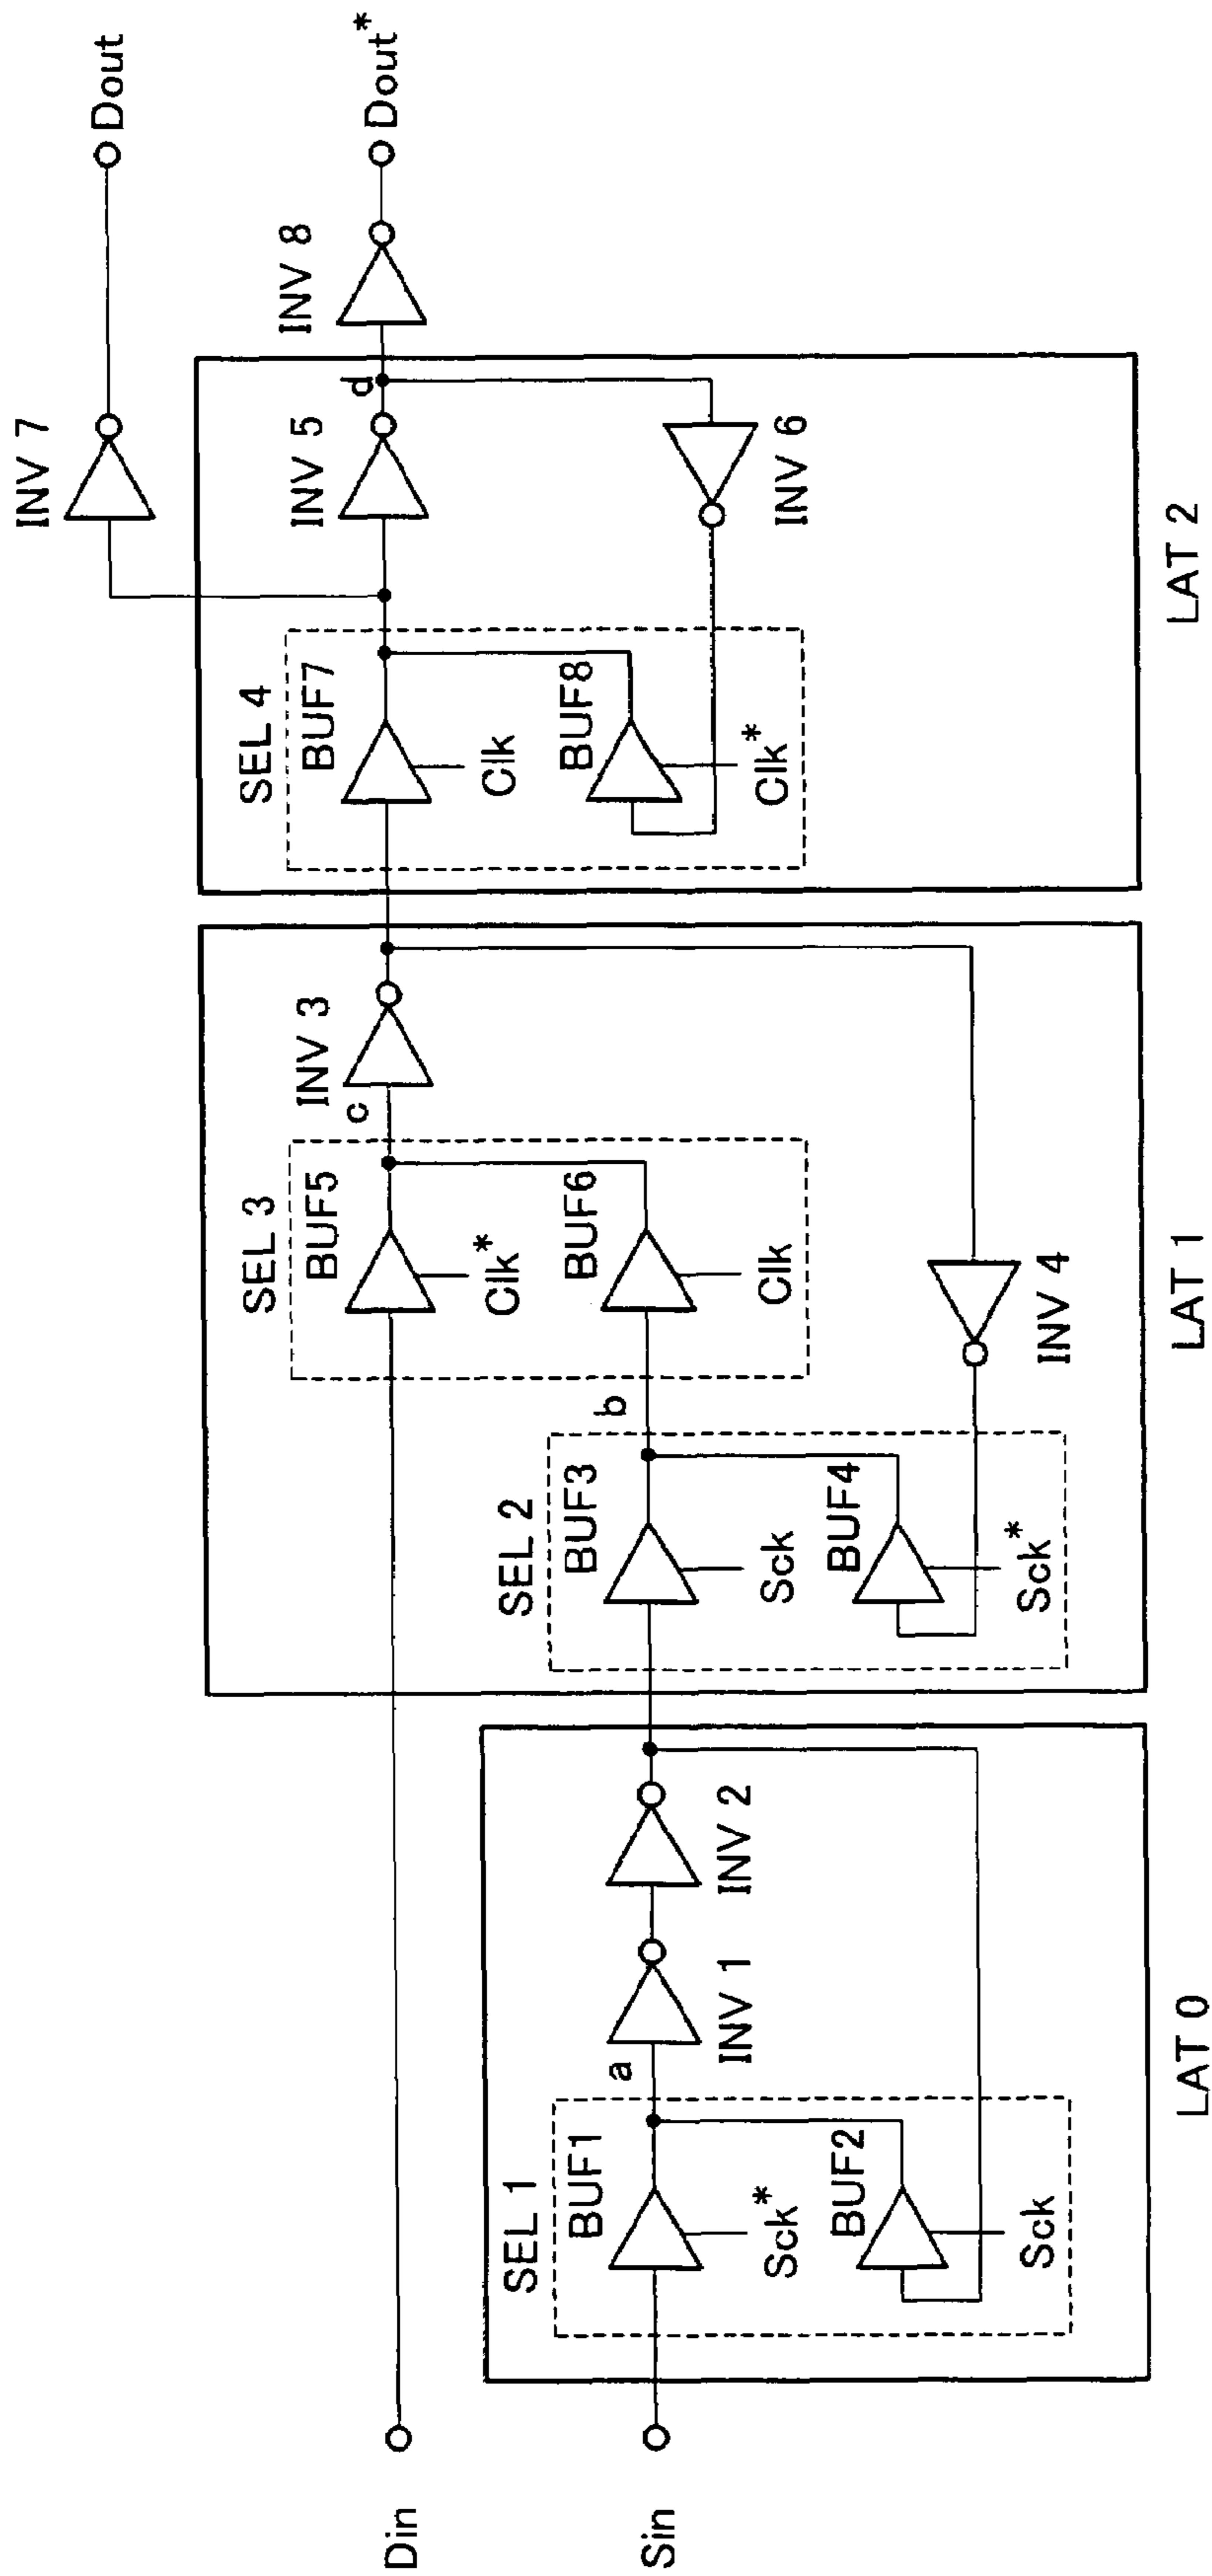 Din
Sin
SEL 1
BUF1
Sck*
BUF2
Sck
a
INV 1
INV 2
LAT 0
SEL 2
BUF3
Sck
BUF4
Sck*
b
SEL 3
BUF5
Clk*
BUF6
Clk
c
INV 3
INV 4
LAT 1
SEL 4
BUF7
Clk
BUF8
Clk*
INV 5
d
INV 6
LAT 2
INV 7
INV 8
Dout
Dout*